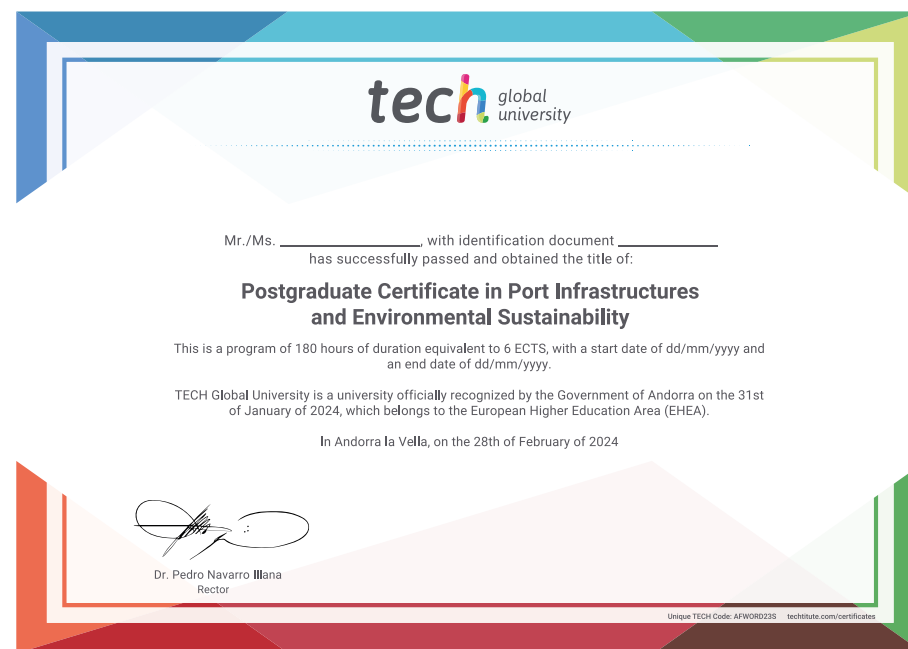 tech global university
Mr./Ms. ____________, with identification document ____________
has successfully passed and obtained the title of:
Postgraduate Certificate in Port Infrastructures
and Environmental Sustainability
This is a program of 180 hours of duration equivalent to 6 ECTS, with a start date of dd/mm/yyyy and
an end date of dd/mm/yyyy.
TECH Global University is a university officially recognized by the Government of Andorra on the 31st
of January of 2024, which belongs to the European Higher Education Area (EHEA).
In Andorra la Vella, on the 28th of February of 2024
Dr. Pedro Navarro Illana
Rector
Unique TECH Code: AFWORD23S techtitute.com/certificates